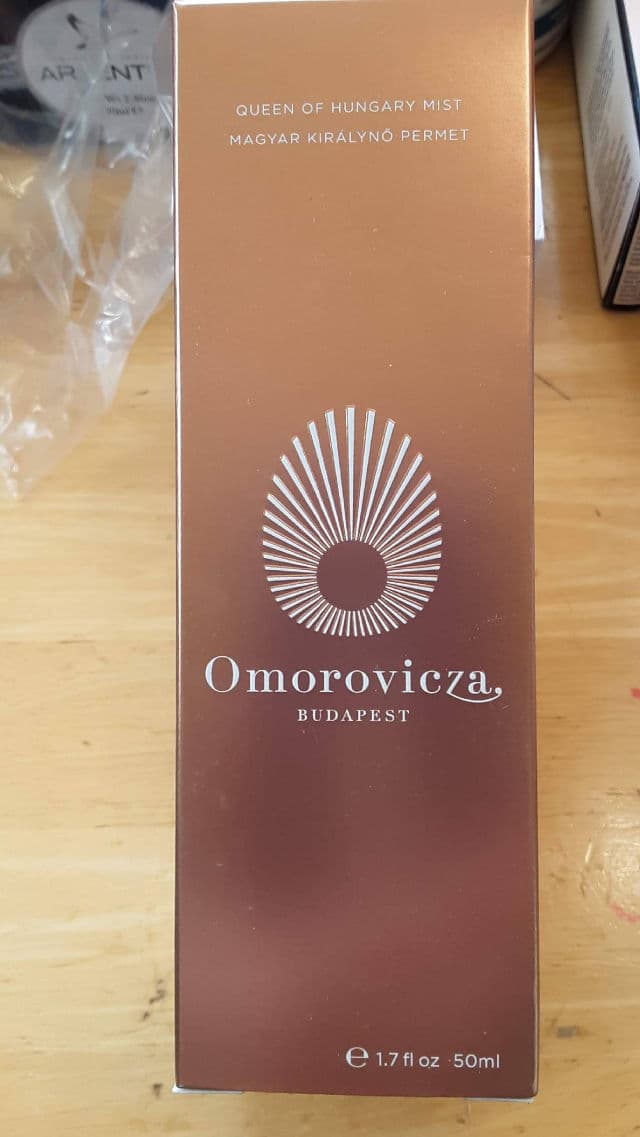 QUEEN OF HUNGARY MIST
MAGYAR KIRÁLYNŐ PERMET
Omorovicza
BUDAPEST
℮ 1.7 fl oz · 50ml